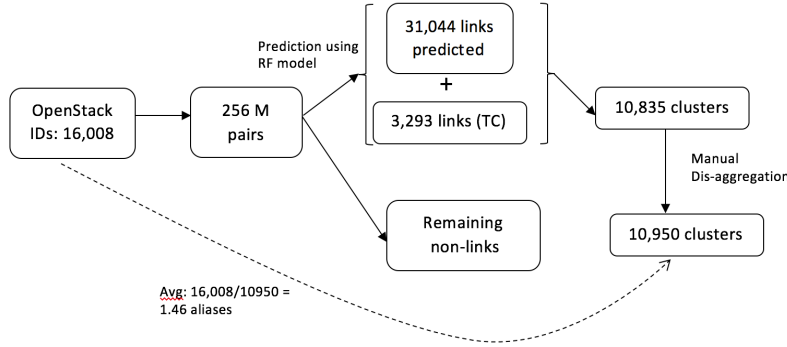 OpenStack
IDs: 16,008
256 M
pairs
Prediction using
RF model
31,044 links
predicted
+
3,293 links (TC)
Remaining
non-links
10,835 clusters
Manual
Dis-aggregation
10,950 clusters
Avg: 16,008/10950 =
1.46 aliases